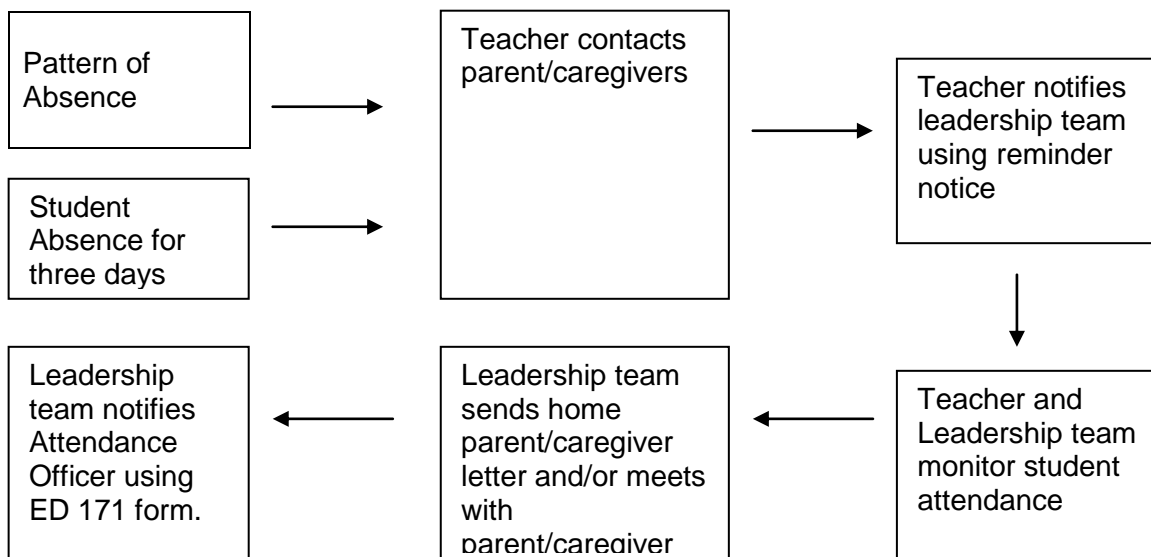 Pattern of
Absence
Teacher contacts
parent/caregivers
Student
Absence for
three days
Teacher notifies
leadership team
using reminder
notice
Teacher and
Leadership team
monitor student
attendance
Leadership team
sends home
parent/caregiver
letter and/or meets
with
parent/caregiver
Leadership
team notifies
Attendance
Officer using
ED 171 form.